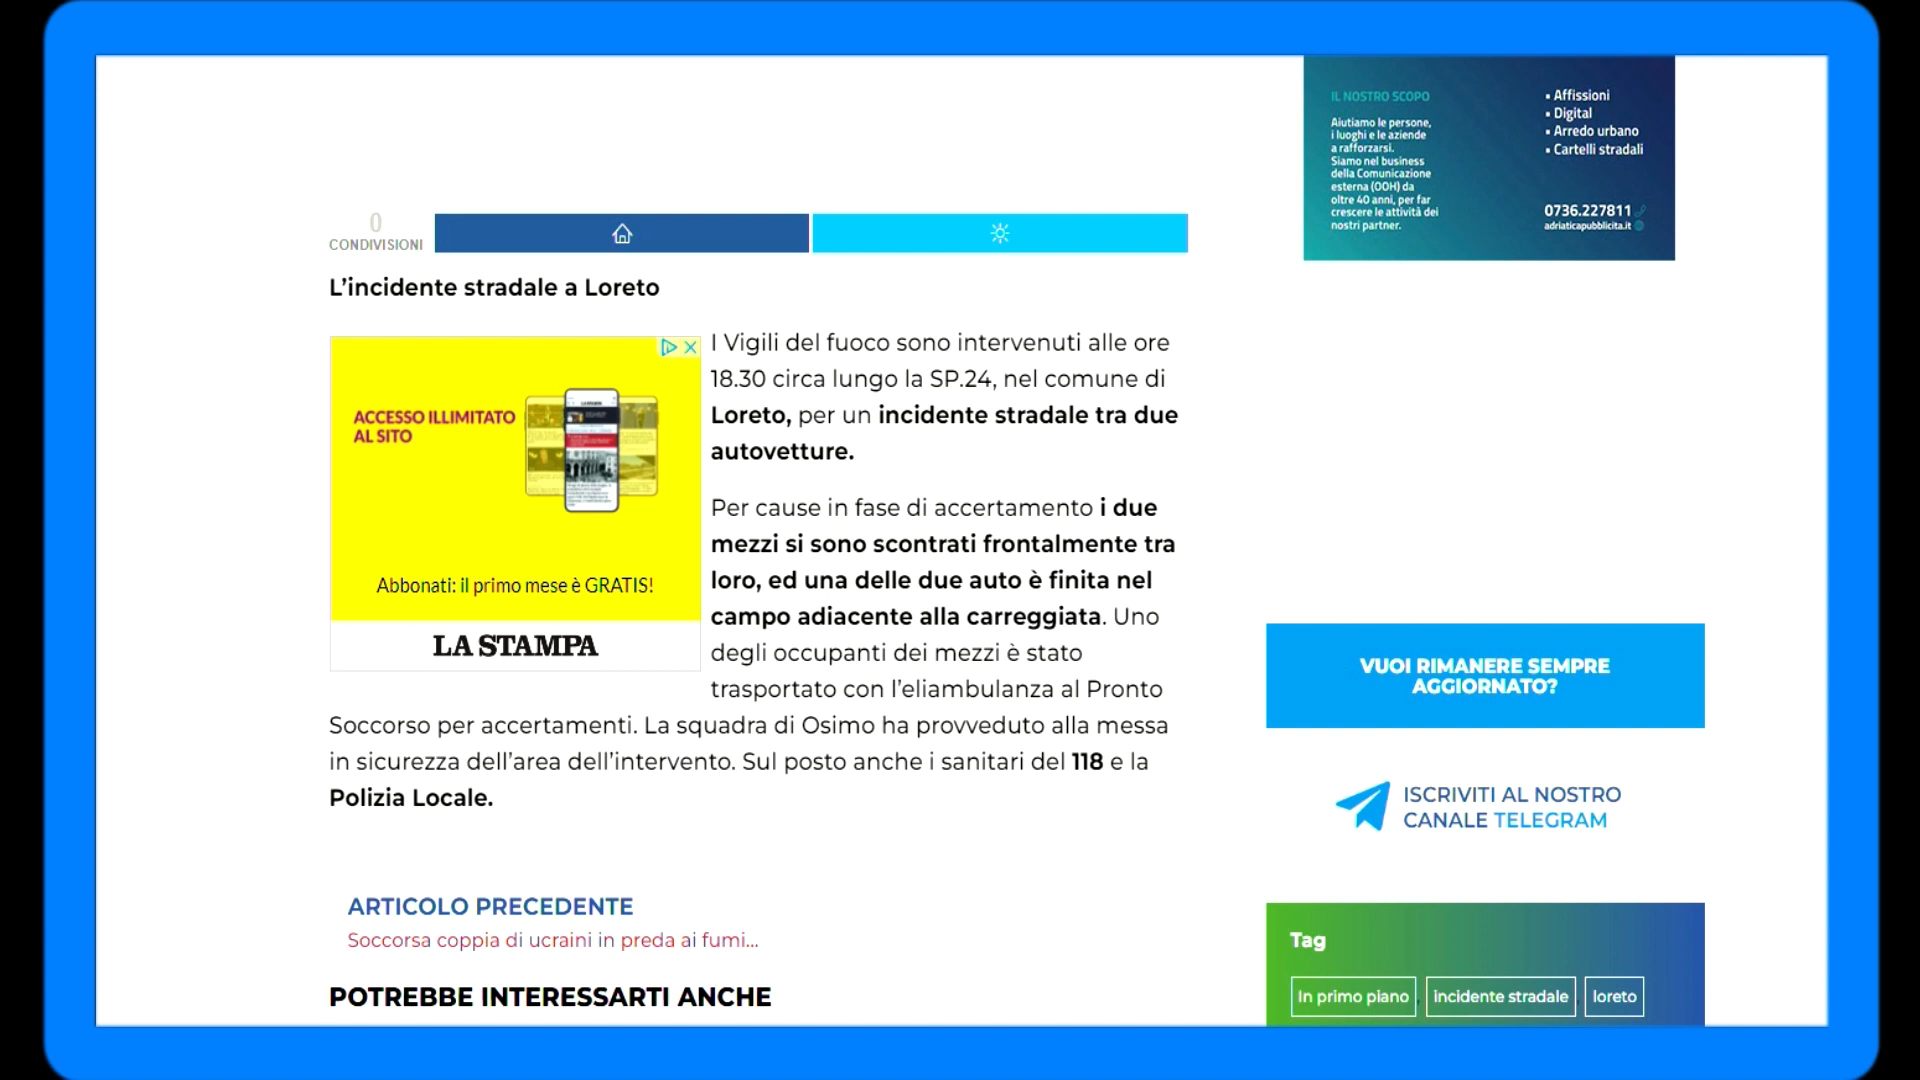 IL NOSTRO SCOPO
Aiutiamo le persone,
i luoghi e le aziende
a rafforzarsi.
Siamo nel business
della Comunicazione
esterna (OOH) da
oltre 40 anni, per far
crescere le attività dei
nostri partner.
• Affissioni
• Digital
• Arredo urbano
• Cartelli stradali
0736.227811
adriaticapubblicita.it
0
CONDIVISIONI
L’incidente stradale a Loreto
ACCESSO ILLIMITATO
AL SITO
Abbonati: il primo mese è GRATIS!
LA STAMPA
I Vigili del fuoco sono intervenuti alle ore
18.30 circa lungo la SP.24, nel comune di
Loreto, per un incidente stradale tra due
autovetture.
Per cause in fase di accertamento i due
mezzi si sono scontrati frontalmente tra
loro, ed una delle due auto è finita nel
campo adiacente alla carreggiata. Uno
degli occupanti dei mezzi è stato
trasportato con l’eliambulanza al Pronto
Soccorso per accertamenti. La squadra di Osimo ha provveduto alla messa
in sicurezza dell’area dell’intervento. Sul posto anche i sanitari del 118 e la
Polizia Locale.
VUOI RIMANERE SEMPRE
AGGIORNATO?
ISCRIVITI AL NOSTRO
CANALE TELEGRAM
ARTICOLO PRECEDENTE
Soccorsa coppia di ucraini in preda ai fumi...
POTREBBE INTERESSARTI ANCHE
Tag
In primo piano , incidente stradale , loreto